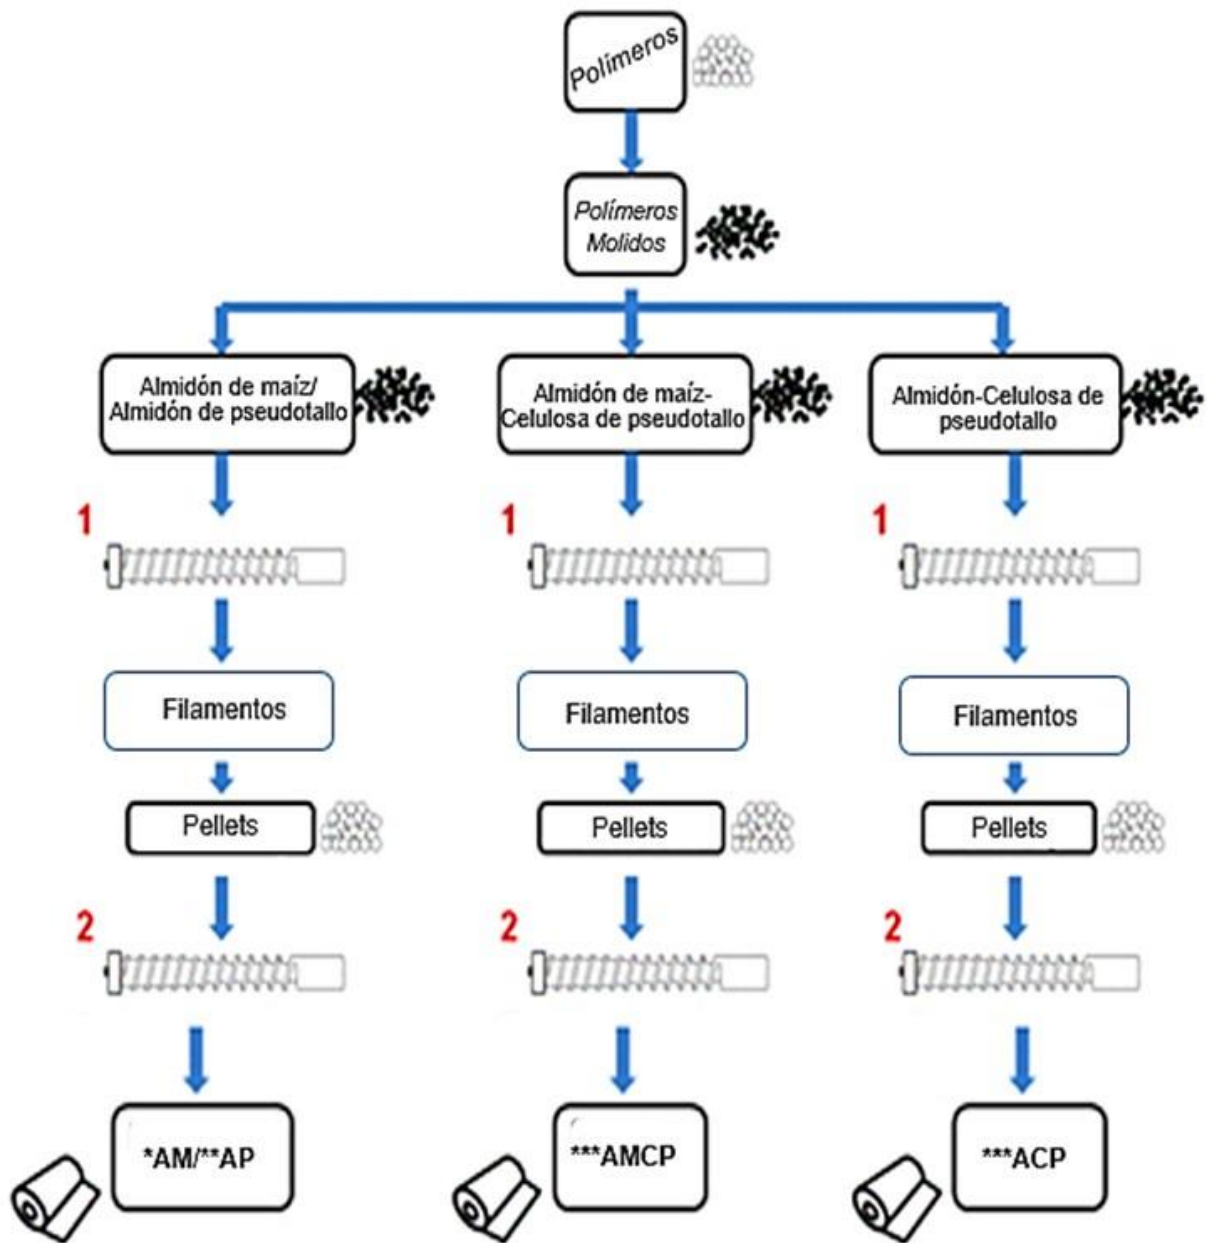 Polímeros
Polímeros
Molidos
Almidón de maíz/
Almidón de pseudotallo
Almidón de maíz-
Celulosa de pseudotallo
Almidón-Celulosa de
pseudotallo
1
1
1
Filamentos
Filamentos
Filamentos
Pellets
Pellets
Pellets
2
2
2
*AM/**AP
***AMCP
***ACP